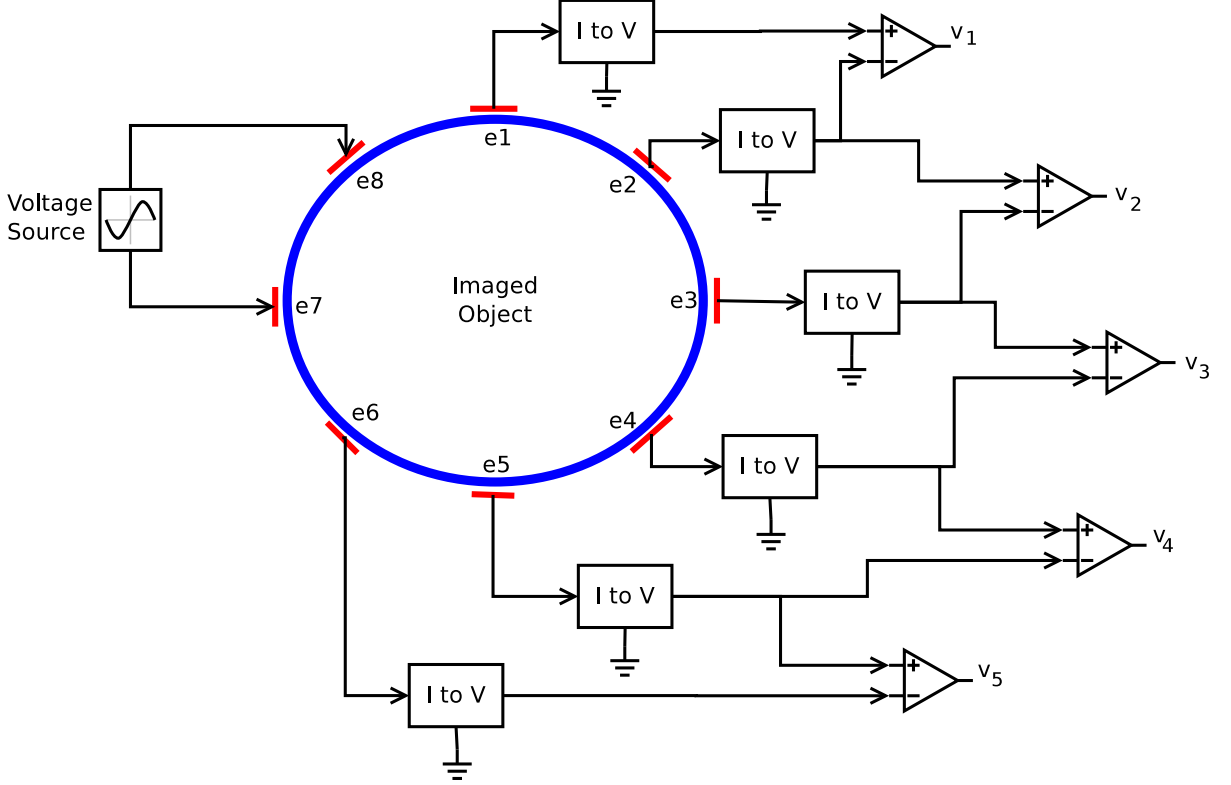 I to V
+
−
v1
e1
I to V
e8
e2
+
−
v2
Voltage
Source
Imaged
Object
e7
e3
I to V
+
−
v3
e6
e4
I to V
e5
+
−
v4
I to V
+
−
v5
I to V